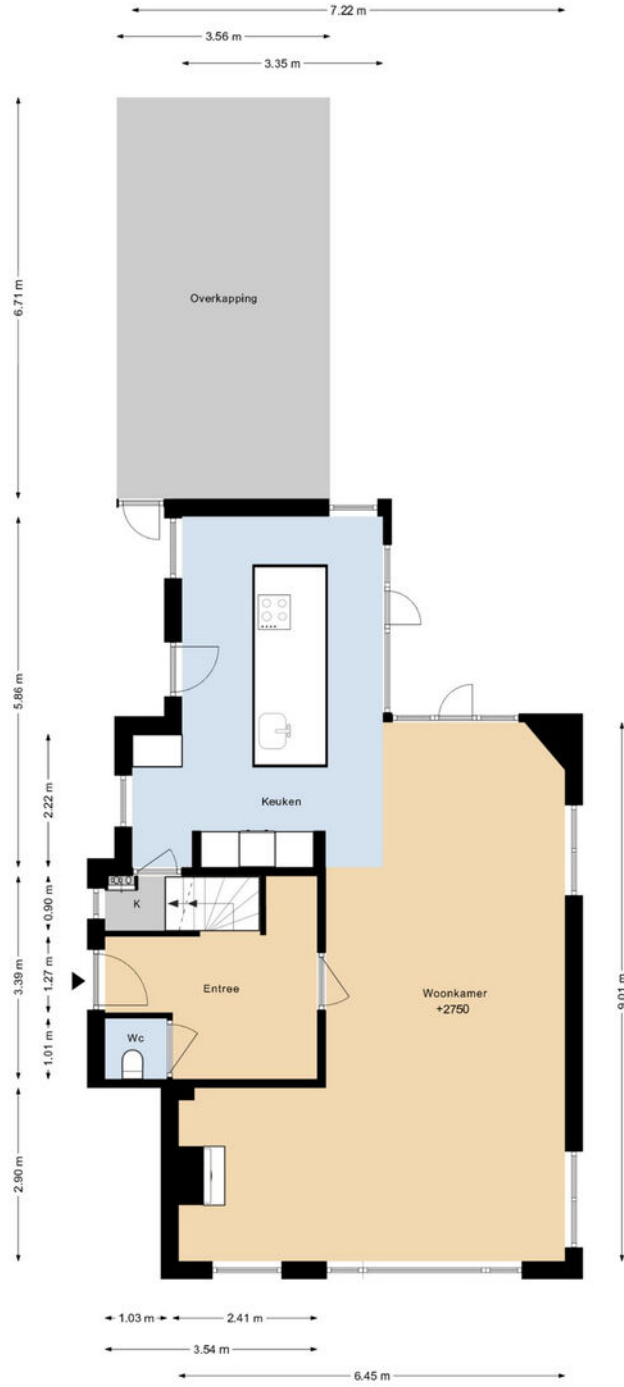 7.22 m
3.56 m
3.35 m
6.71 m
Overkapping
5.86 m
2.22 m
Keuken
9.01 m
0.90 m
K
3.39 m
1.27 m
Entree
Woonkamer
+2750
1.01 m
Wc
2.90 m
1.03 m
2.41 m
3.54 m
6.45 m